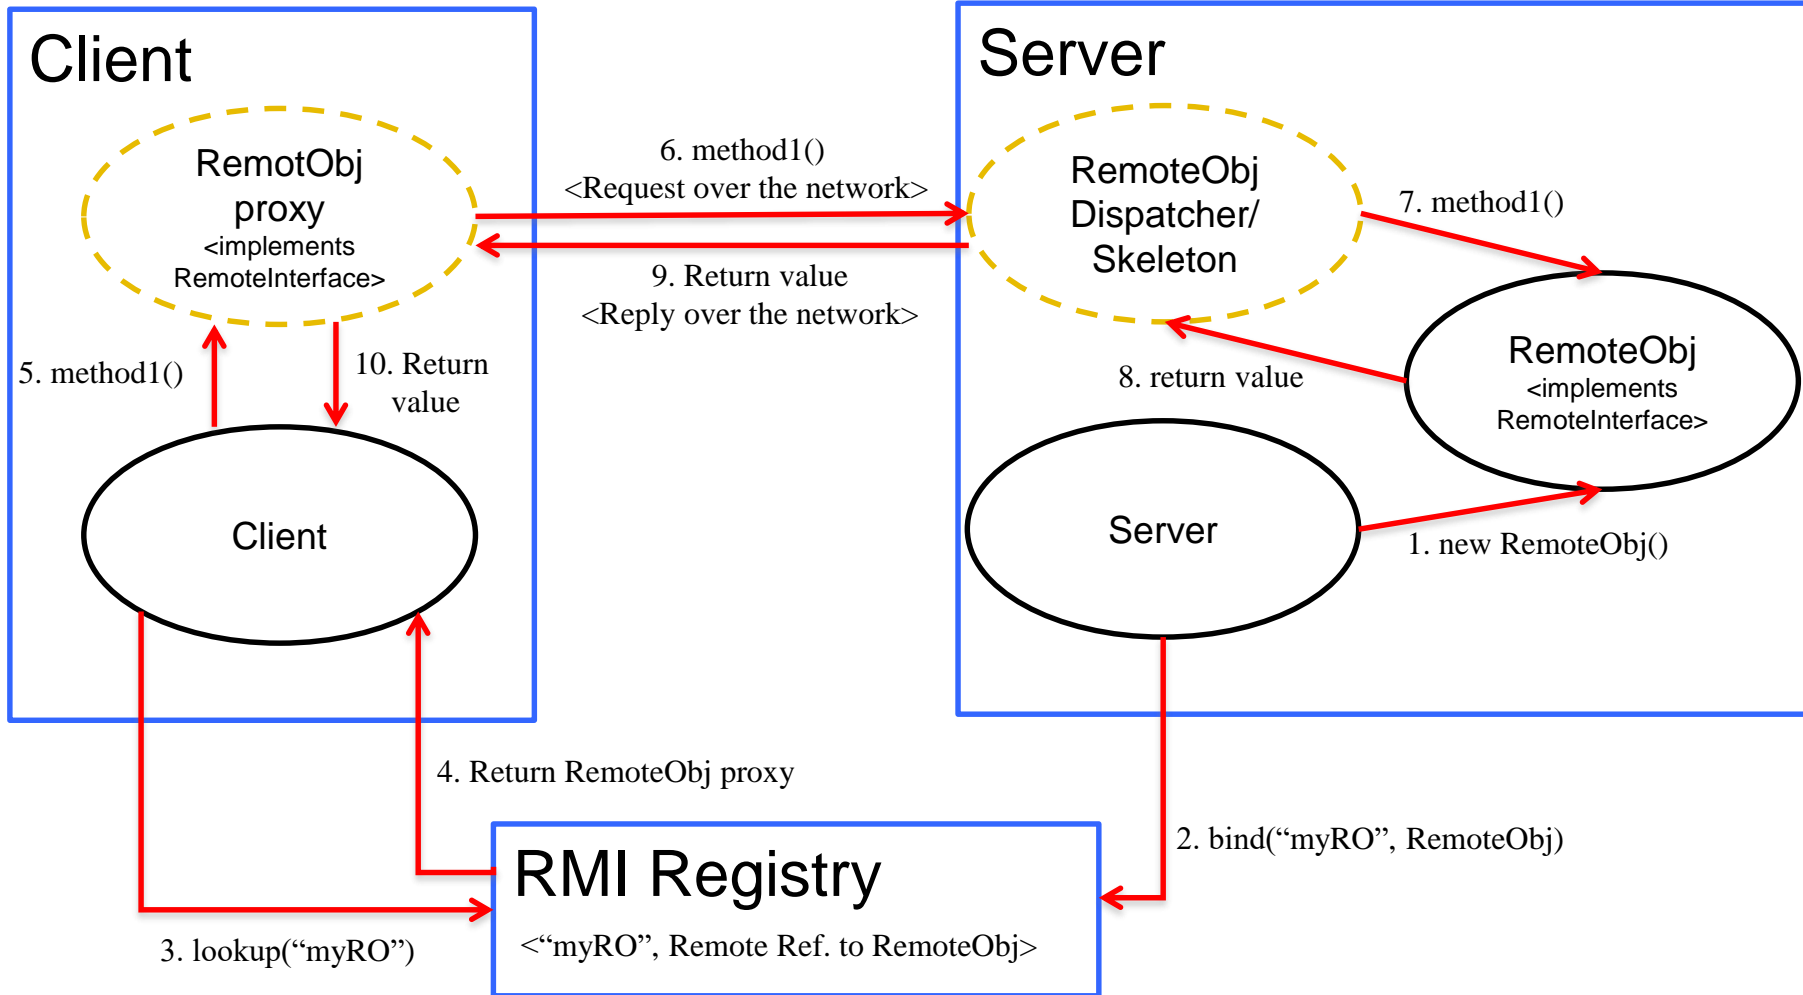 Client
RemotObj
proxy
<implements
RemoteInterface>
5. method1()
10. Return
value
Client
6. method1()
<Request over the network>
9. Return value
<Reply over the network>
Server
RemoteObj
Dispatcher/
Skeleton
7. method1()
8. return value
RemoteObj
<implements
RemoteInterface>
Server
1. new RemoteObj()
4. Return RemoteObj proxy
2. bind(“myRO”, RemoteObj)
3. lookup(“myRO”)
RMI Registry
<“myRO”, Remote Ref. to RemoteObj>